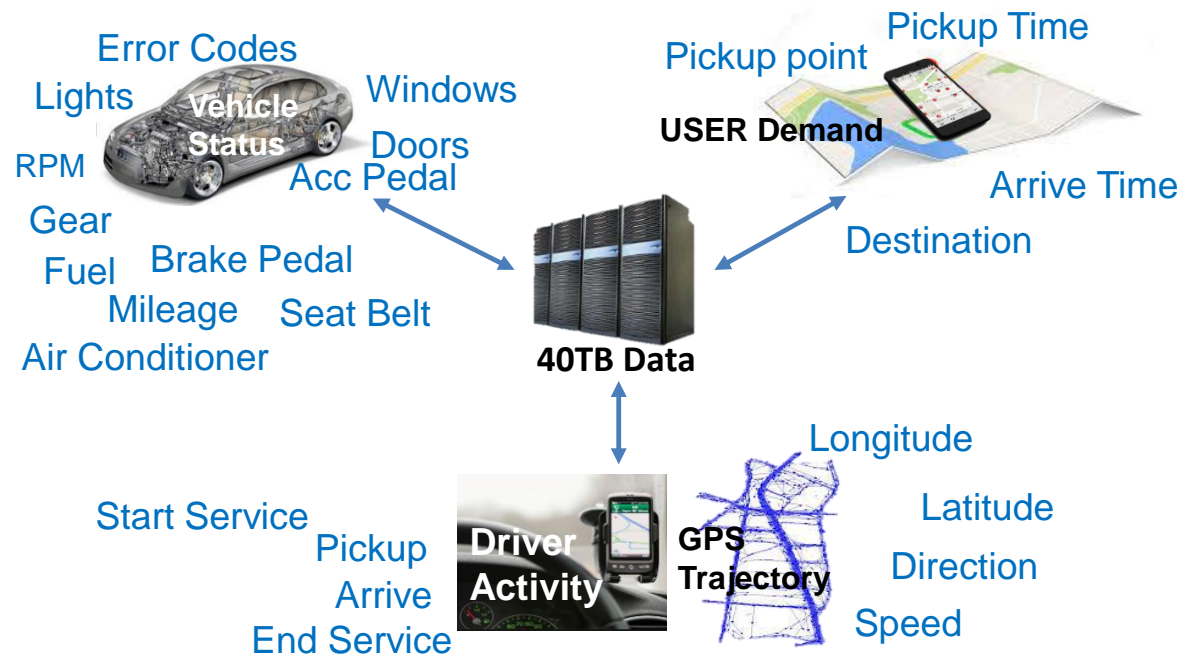 Error Codes
Lights
Vehicle
Status
Windows
Doors
RPM
Acc Pedal
Gear
Fuel
Brake Pedal
Mileage
Seat Belt
Air Conditioner
Pickup Time
Pickup point
USER Demand
Arrive Time
Destination
40TB Data
Start Service
Pickup
Arrive
End Service
Driver
Activity
GPS
Trajectory
Longitude
Latitude
Direction
Speed